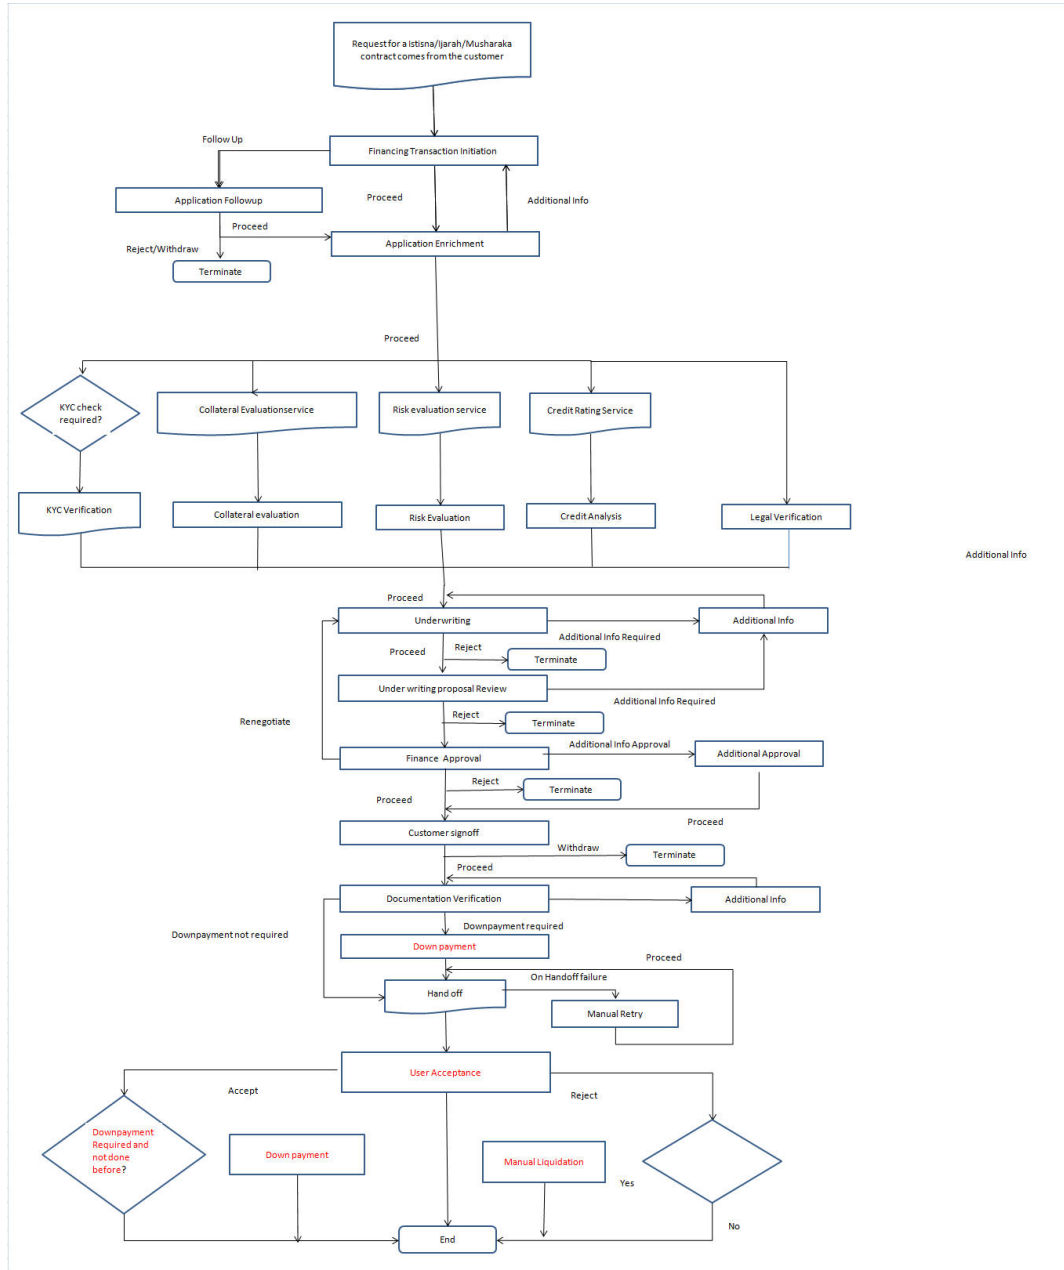 Request for a Istisna/Ijarah/Musharaka
contract comes from the customer
Follow Up
Financing Transaction Initiation
Application Followup
Proceed
Additional Info
Proceed
Application Enrichment
Reject/Withdraw
Terminate
Proceed
KYC check
required?
Collateral Evaluationservice
Risk evaluation service
Credit Rating Service
KYC Verification
Collateral evaluation
Risk Evaluation
Credit Analysis
Legal Verification
Additional Info
Proceed
Underwriting
Additional Info
Additional Info Required
Proceed
Reject
Terminate
Under writing proposal Review
Additional Info Required
Renegotiate
Reject
Terminate
Additional Info Approval
Finance Approval
Additional Approval
Reject
Terminate
Proceed
Proceed
Customer signoff
Withdraw
Terminate
Proceed
Documentation Verification
Additional Info
Downpayment not required
Downpayment required
Down payment
Proceed
On Handoff failure
Hand off
Manual Retry
User Acceptance
Accept
Reject
Downpayment
Required and
not done
before?
Down payment
Manual Liquidation
Yes
No
End